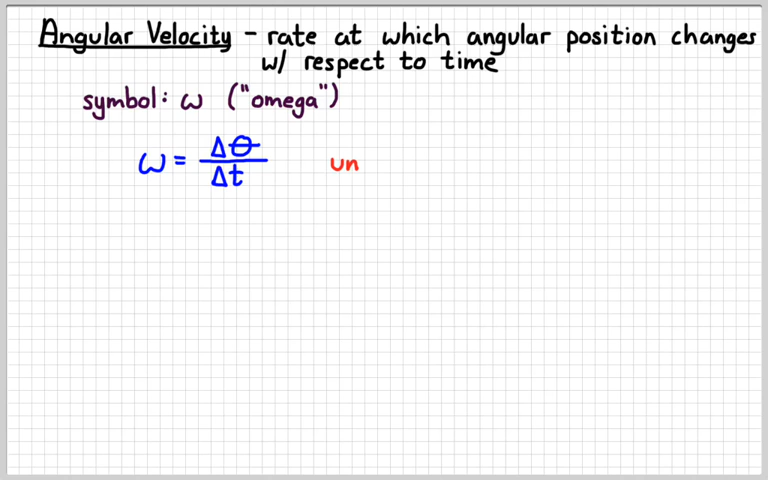 Angular Velocity - rate at which angular position changes
w/ respect to time
symbol: ω ("omega")
ω = Δθ/Δt un